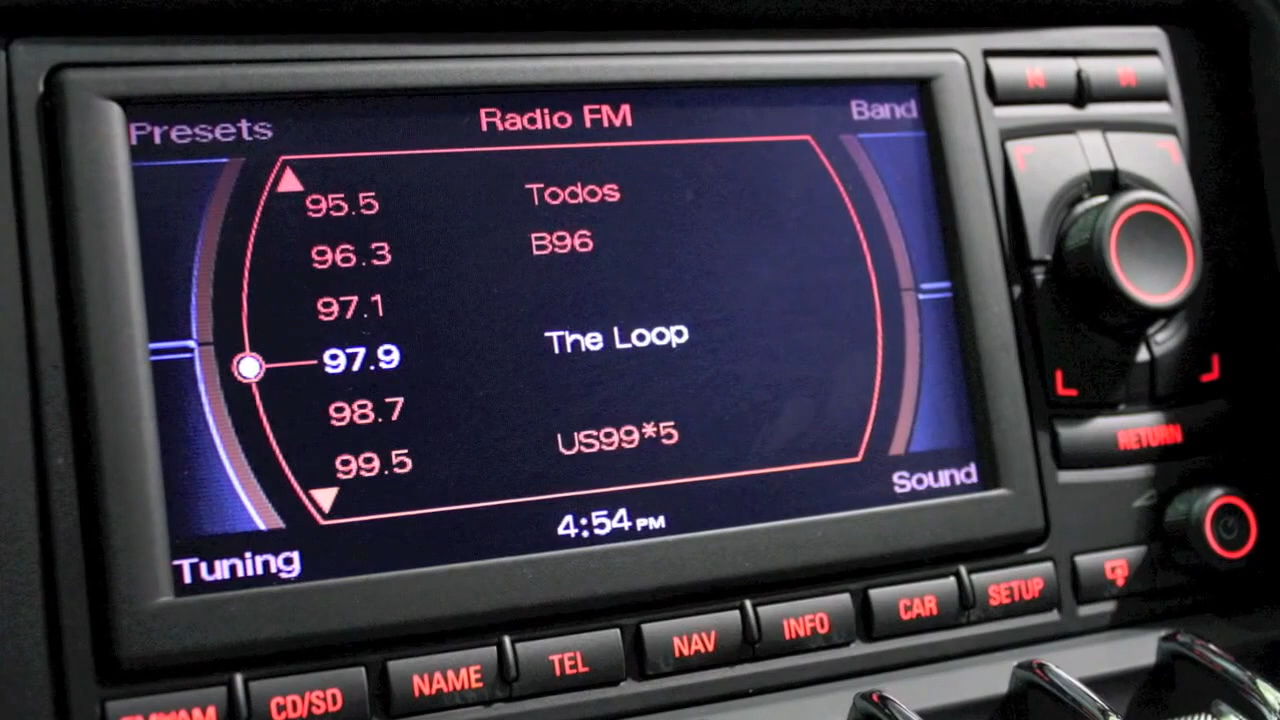 Presets Radio FM Band
95.5 Todos
96.3 B96
97.1
97.9 The Loop
98.7
99.5 US99*5
Sound
4:54 PM
Tuning
RETURN
CD/SD NAME TEL NAV INFO CAR SETUP